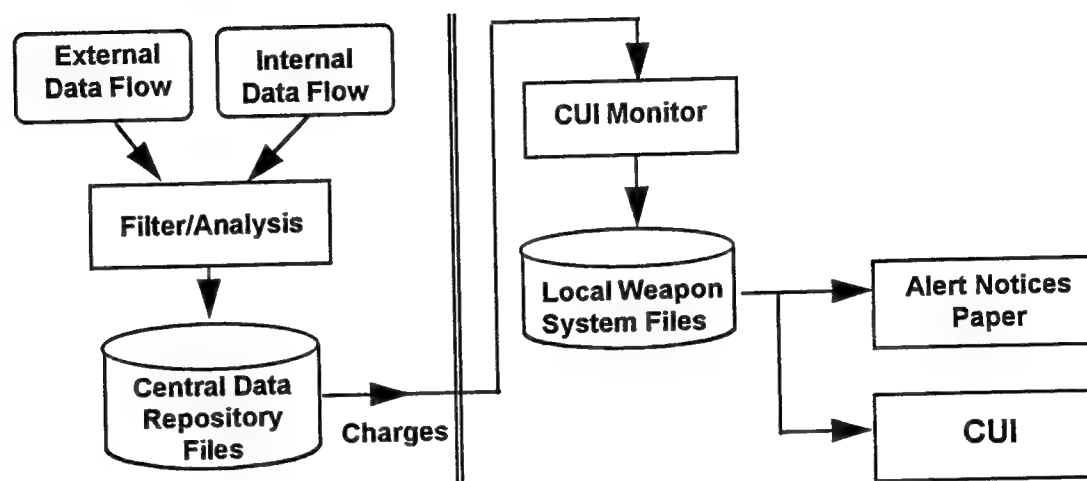 External
Data Flow
Internal
Data Flow
Filter/Analysis
Central Data
Repository
Files
Charges
CUI Monitor
Local Weapon
System Files
Alert Notices
Paper
CUI